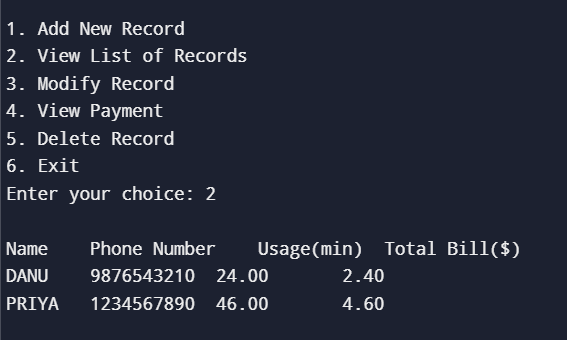 1. Add New Record
2. View List of Records
3. Modify Record
4. View Payment
5. Delete Record
6. Exit
Enter your choice: 2
Name    Phone Number    Usage(min)  Total Bill($)
DANU    9876543210  24.00       2.40
PRIYA   1234567890  46.00       4.60